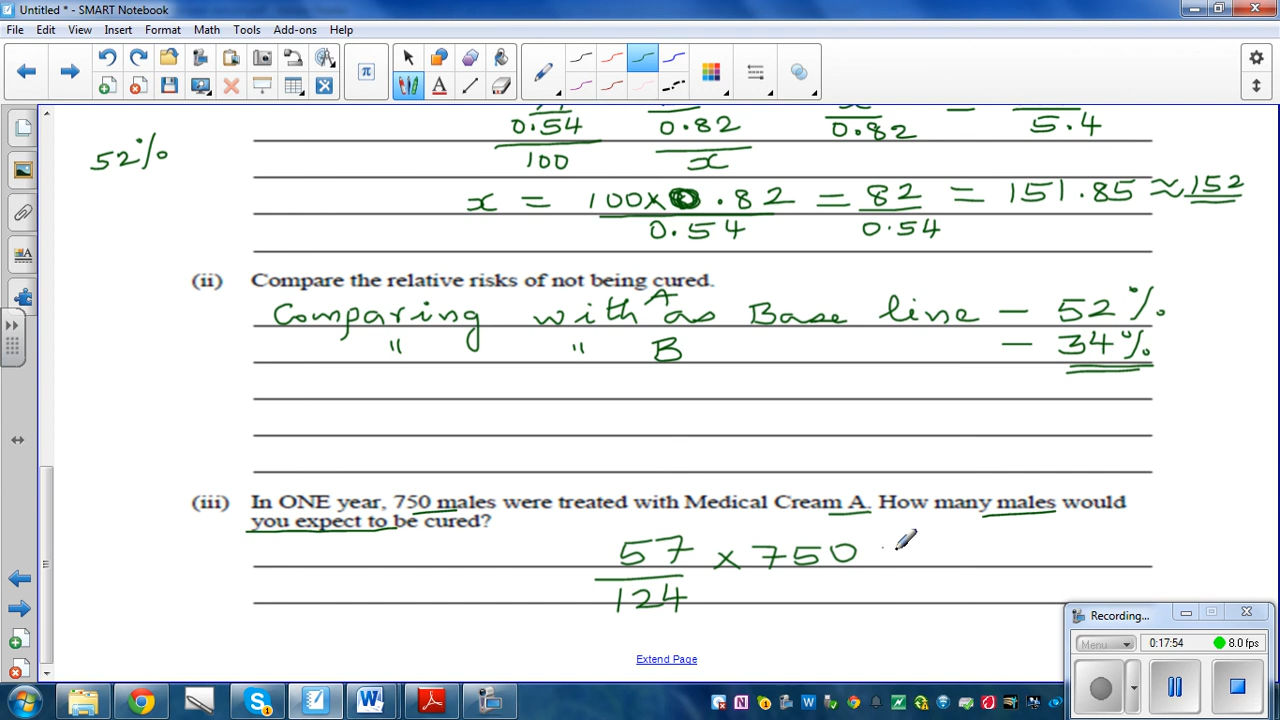 Untitled * - SMART Notebook
File Edit View Insert Format Math Tools Add-ons Help
0.54 0.82 0.82 = 5.4
100 x
52%
x = 100×0.82 = 82 = 151.85 ≈ 152
0.54 0.54
(ii) Compare the relative risks of not being cured.
Comparing with A as Base line – 52%
" " B – 34%
(iii) In ONE year, 750 males were treated with Medical Cream A. How many males would
you expect to be cured?
57 × 750
124
Extend Page
Recording...
Menu 0:17:54 8.0 fps